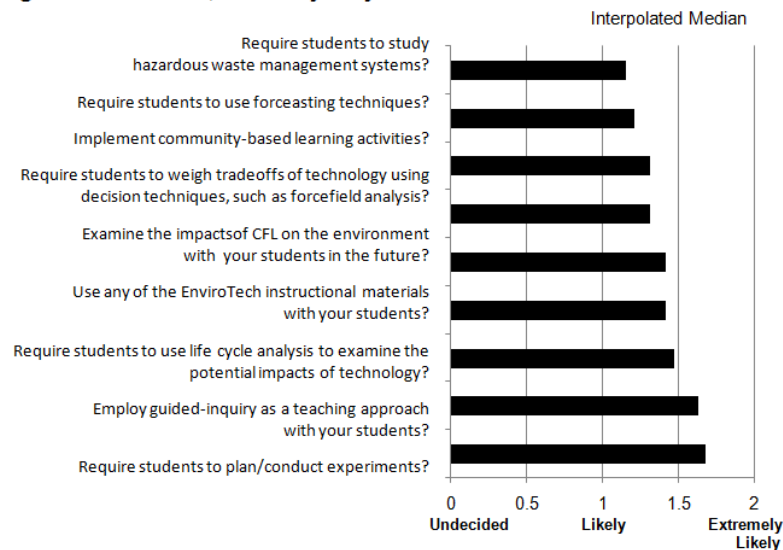 Interpolated Median
Require students to study
hazardous waste management systems?
Require students to use forceasting techniques?
Implement community-based learning activities?
Require students to weigh tradeoffs of technology using
decision techniques, such as forcefield analysis?
Examine the impactsof CFL on the environment
with your students in the future?
Use any of the EnviroTech instructional materials
with your students?
Require students to use life cycle analysis to examine the
potential impacts of technology?
Employ guided-inquiry as a teaching approach
with your students?
Require students to plan/conduct experiments?
0 0.5 1 1.5 2
Undecided Likely Extremely
Likely